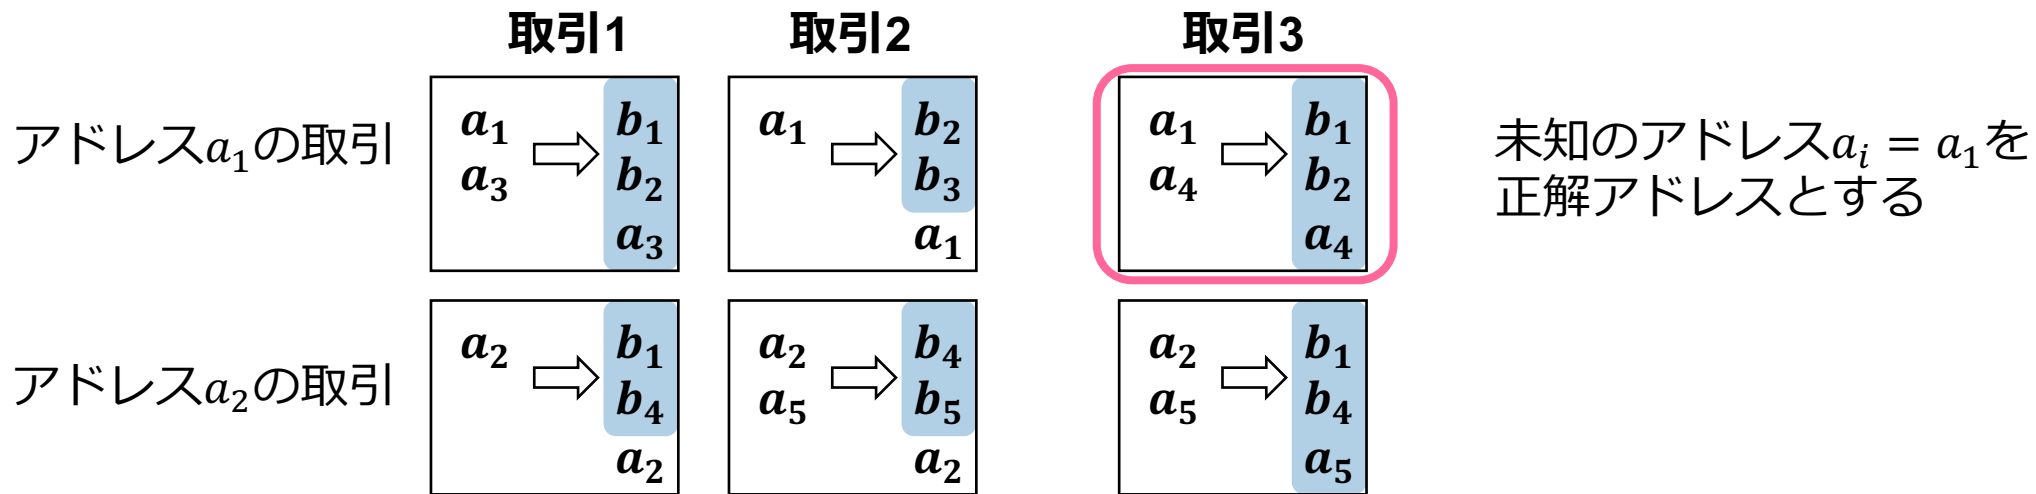 取引1 取引2 取引3
アドレスa₁の取引
a₁ ⇨ b₁
a₃ b₂
a₃
a₁ ⇨ b₂
b₃
a₁
a₁ ⇨ b₁
a₄ b₂
a₄
未知のアドレスaᵢ = a₁を
正解アドレスとする
アドレスa₂の取引
a₂ ⇨ b₁
b₄
a₂
a₂ ⇨ b₄
a₅ b₅
a₂
a₂ ⇨ b₁
a₅ b₄
a₅